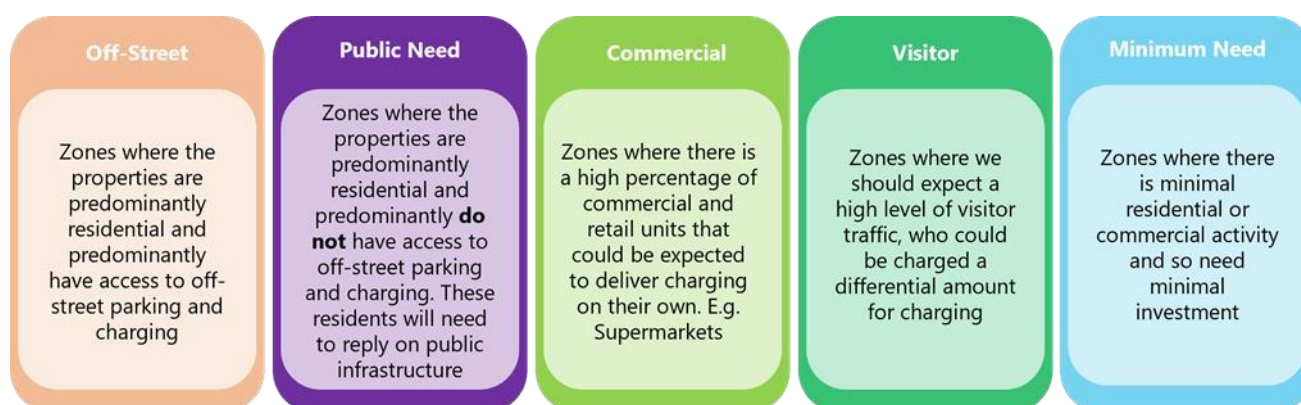 Off-Street
Zones where the
properties are
predominantly
residential and
predominantly
have access to off-
street parking and
charging
Public Need
Zones where the
properties are
predominantly
residential and
predominantly do
not have access to
off-street parking
and charging. These
residents will need
to reply on public
infrastructure
Commercial
Zones where there is
a high percentage of
commercial and
retail units that
could be expected
to deliver charging
on their own. E.g.
Supermarkets
Visitor
Zones where we
should expect a
high level of visitor
traffic, who could
be charged a
differential amount
for charging
Minimum Need
Zones where there
is minimal
residential or
commercial activity
and so need
minimal
investment